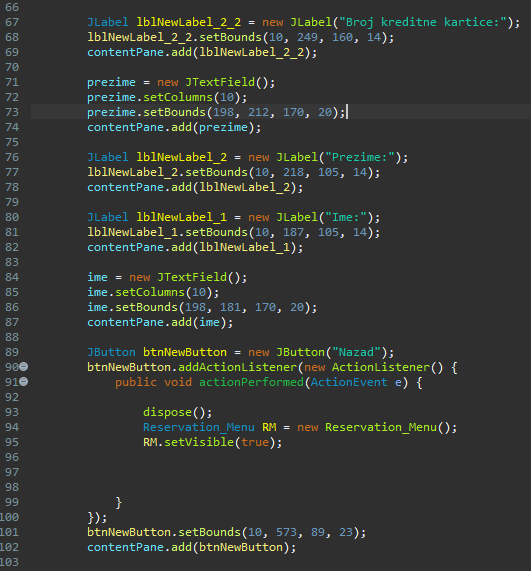 66
67 JLabel lblNewLabel_2_2 = new JLabel("Broj kreditne kartice:");
68 lblNewLabel_2_2.setBounds(10, 249, 160, 14);
69 contentPane.add(lblNewLabel_2_2);
70
71 prezime = new JTextField();
72 prezime.setColumns(10);
73 prezime.setBounds(198, 212, 170, 20);
74 contentPane.add(prezime);
75
76 JLabel lblNewLabel_2 = new JLabel("Prezime:");
77 lblNewLabel_2.setBounds(10, 218, 105, 14);
78 contentPane.add(lblNewLabel_2);
79
80 JLabel lblNewLabel_1 = new JLabel("Ime:");
81 lblNewLabel_1.setBounds(10, 187, 105, 14);
82 contentPane.add(lblNewLabel_1);
83
84 ime = new JTextField();
85 ime.setColumns(10);
86 ime.setBounds(198, 181, 170, 20);
87 contentPane.add(ime);
88
89 JButton btnNewButton = new JButton("Nazad");
90 btnNewButton.addActionListener(new ActionListener() {
91 public void actionPerformed(ActionEvent e) {
92
93 dispose();
94 Reservation_Menu RM = new Reservation_Menu();
95 RM.setVisible(true);
96
97
98
99 }
100 });
101 btnNewButton.setBounds(10, 573, 89, 23);
102 contentPane.add(btnNewButton);
103